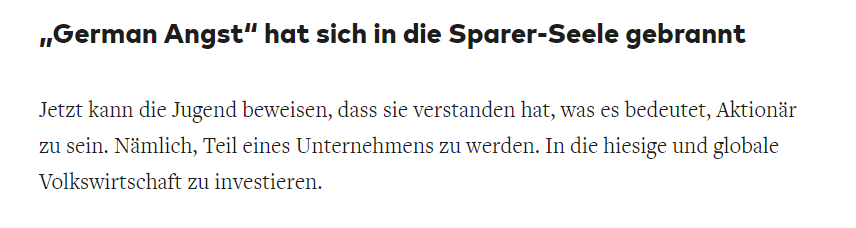 „German Angst“ hat sich in die Sparer-Seele gebrannt
Jetzt kann die Jugend beweisen, dass sie verstanden hat, was es bedeutet, Aktionär
zu sein. Nämlich, Teil eines Unternehmens zu werden. In die hiesige und globale
Volkswirtschaft zu investieren.